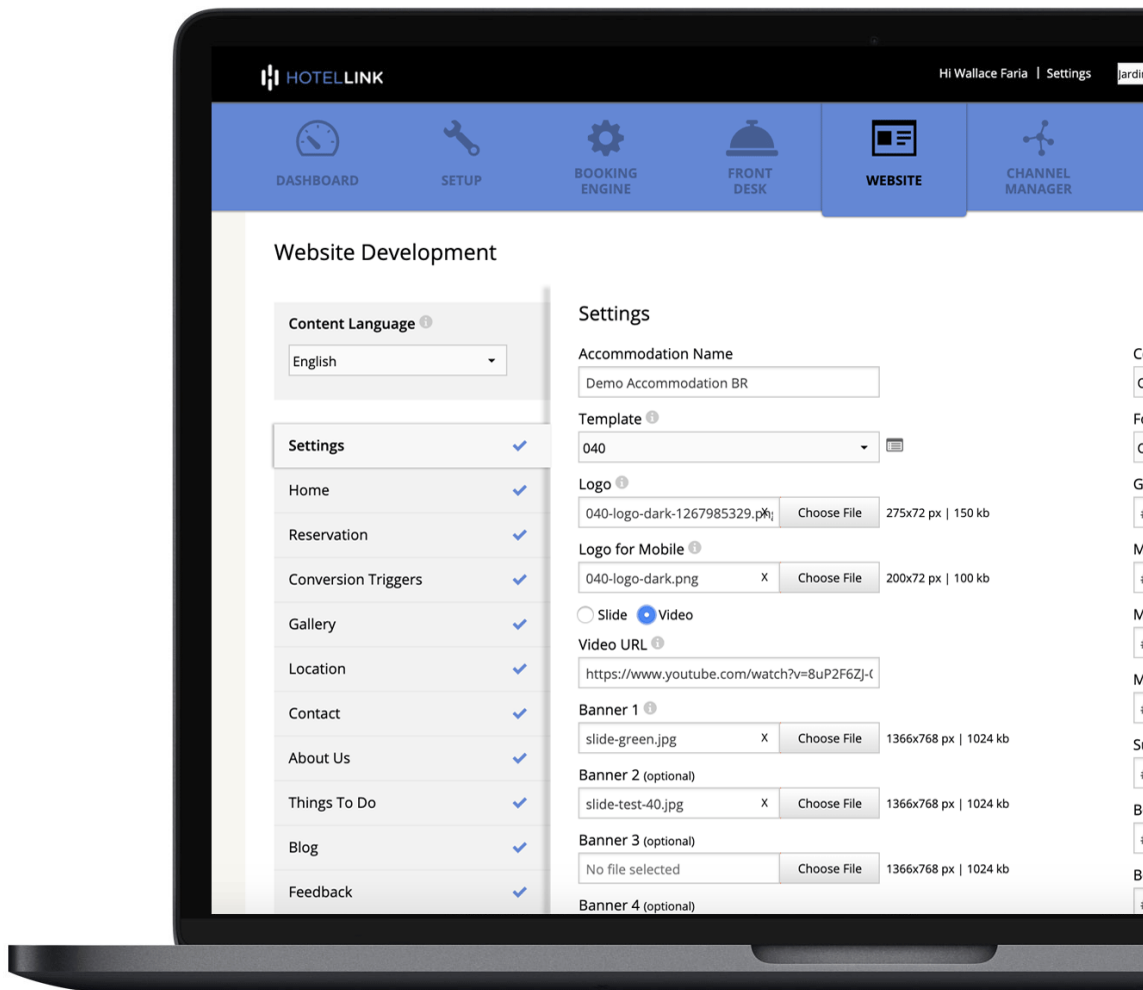 HOTELLINK
Hi Wallace Faria | Settings
DASHBOARD
SETUP
BOOKING
ENGINE
FRONT
DESK
WEBSITE
CHANNEL
MANAGER
Website Development
Content Language
English
Settings
Home
Reservation
Conversion Triggers
Gallery
Location
Contact
About Us
Things To Do
Blog
Feedback
Settings
Accommodation Name
Demo Accommodation BR
Template
040
Logo
040-logo-dark-1267985329.png X Choose File 275x72 px | 150 kb
Logo for Mobile
040-logo-dark.png X Choose File 200x72 px | 100 kb
Slide Video
Video URL
https://www.youtube.com/watch?v=8uP2F6ZJ-
Banner 1
slide-green.jpg X Choose File 1366x768 px | 1024 kb
Banner 2 (optional)
slide-test-40.jpg X Choose File 1366x768 px | 1024 kb
Banner 3 (optional)
No file selected Choose File 1366x768 px | 1024 kb
Banner 4 (optional)